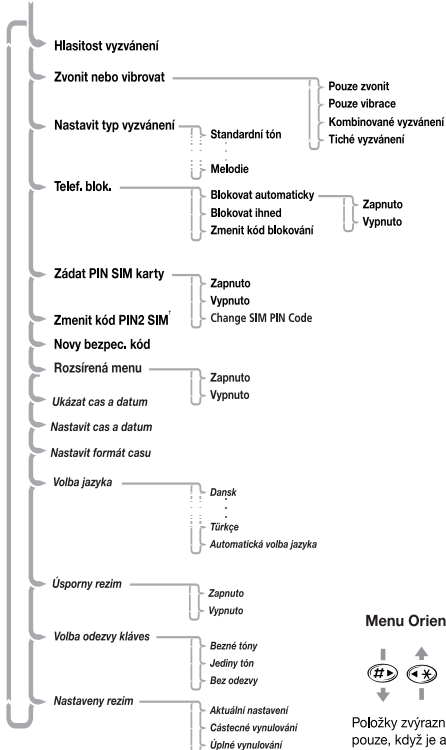 Hlasitost vyzvánení
Zvonit nebo vibrovat
Pouze zvonit
Pouze vibrace
Kombinované vyzvánení
Tiché vyzvánení
Nastavit typ vyzvánení
Standardní tón
Melodie
Telef. blok.
Blokovat automaticky
Zapnuto
Vypnuto
Blokovat ihned
Zmenit kód blokování
Zádat PIN SIM karty
Zapnuto
Vypnuto
Change SIM PIN Code
Zmenit kód PIN2 SIM†
Novy bezpec. kód
Rozsírená menu
Zapnuto
Vypnuto
Ukázat cas a datum
Nastavit cas a datum
Nastavit formát casu
Volba jazyka
Dansk
Türkçe
Automatická volba jazyka
Úsporny rezim
Zapnuto
Vypnuto
Volba odezvy kláves
Bezné tóny
Jediny tón
Bez odezvy
Nastaveny rezim
Aktuální nastavení
Cástecné vynulování
Úplné vynulování
Menu Orien
# *
Položky zvýrazn
pouze, když je a